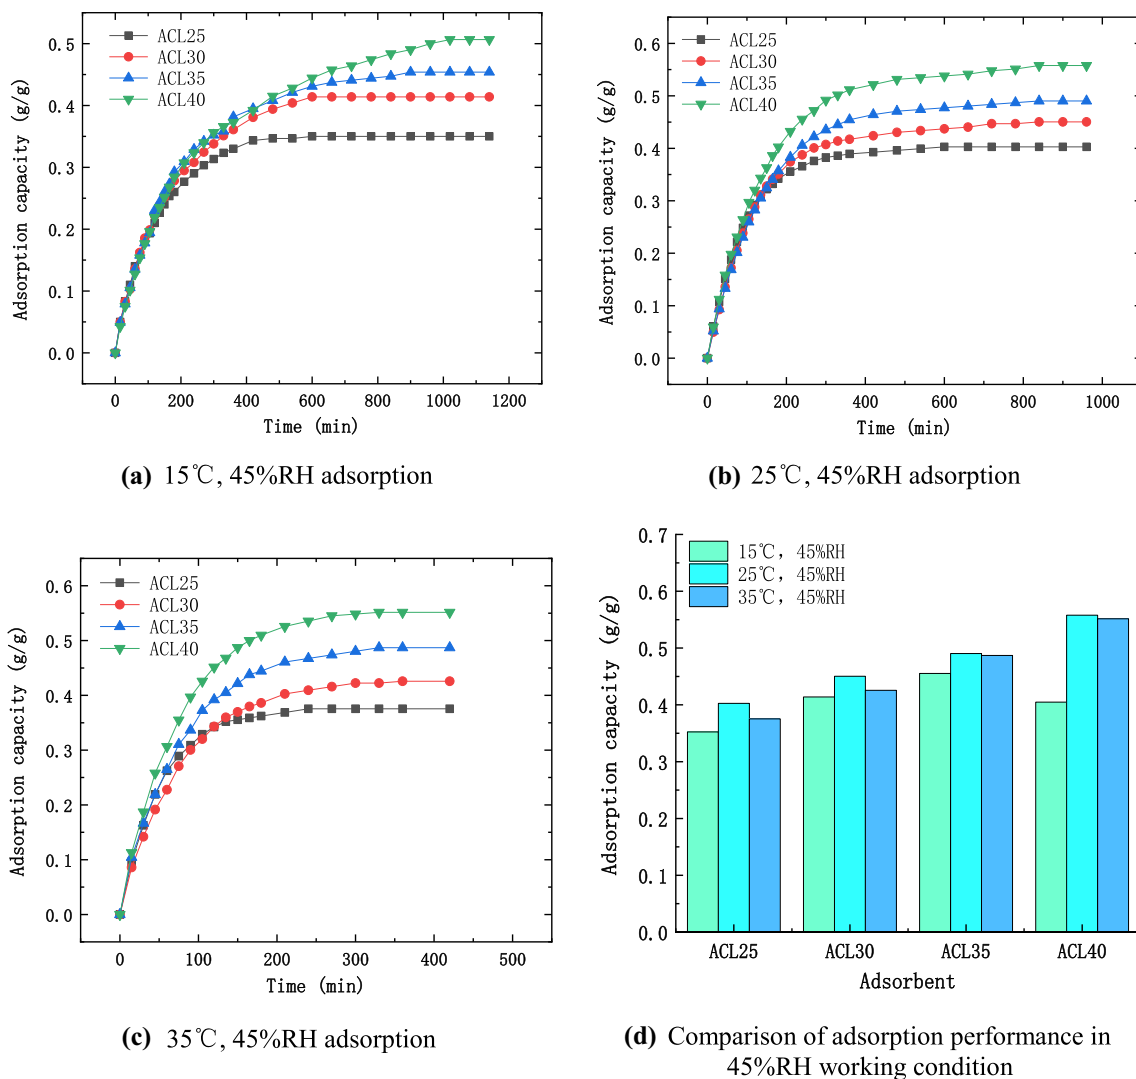 ACL25
ACL30
ACL35
ACL40
0.5
0.4
0.3
0.2
0.1
0.0
Adsorption capacity (g/g)
0 200 400 600 800 1000 1200
Time (min)
(a) 15℃, 45%RH adsorption
ACL25
ACL30
ACL35
ACL40
0.6
0.5
0.4
0.3
0.2
0.1
0.0
Adsorption capacity (g/g)
0 200 400 600 800 1000
Time (min)
(b) 25℃, 45%RH adsorption
ACL25
ACL30
ACL35
ACL40
0.6
0.5
0.4
0.3
0.2
0.1
0.0
Adsorption capacity (g/g)
0 100 200 300 400 500
Time (min)
(c) 35℃, 45%RH adsorption
15℃, 45%RH
25℃, 45%RH
35℃, 45%RH
0.7
0.6
0.5
0.4
0.3
0.2
0.1
0.0
Adsorption capacity (g/g)
ACL25 ACL30 ACL35 ACL40
Adsorbent
(d) Comparison of adsorption performance in
45%RH working condition